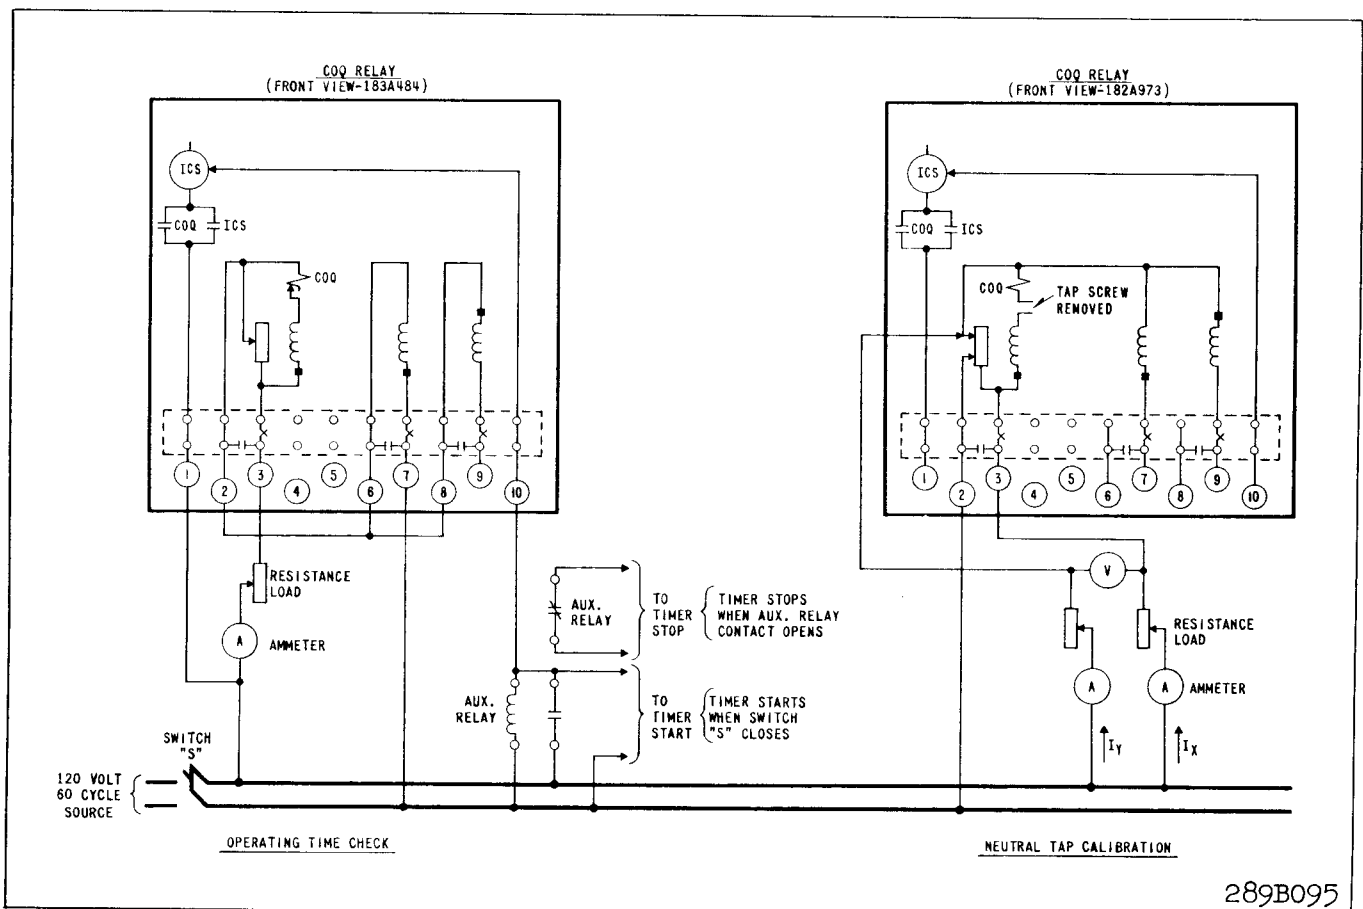 COQ RELAY
(FRONT VIEW-183A484)
ICS
COQ
ICS
COQ
1
2
3
4
5
6
7
8
9
10
RESISTANCE
LOAD
A
AMMETER
AUX.
RELAY
TO
TIMER
STOP
TIMER STOPS
WHEN AUX. RELAY
CONTACT OPENS
AUX.
RELAY
TO
TIMER
START
TIMER STARTS
WHEN SWITCH
"S" CLOSES
SWITCH
"S"
120 VOLT
60 CYCLE
SOURCE
OPERATING TIME CHECK
COQ RELAY
(FRONT VIEW-182A973)
ICS
COQ
ICS
COQ
TAP SCREW
REMOVED
1
2
3
4
5
6
7
8
9
10
V
RESISTANCE
LOAD
A
A
AMMETER
IY
IX
NEUTRAL TAP CALIBRATION
289B095